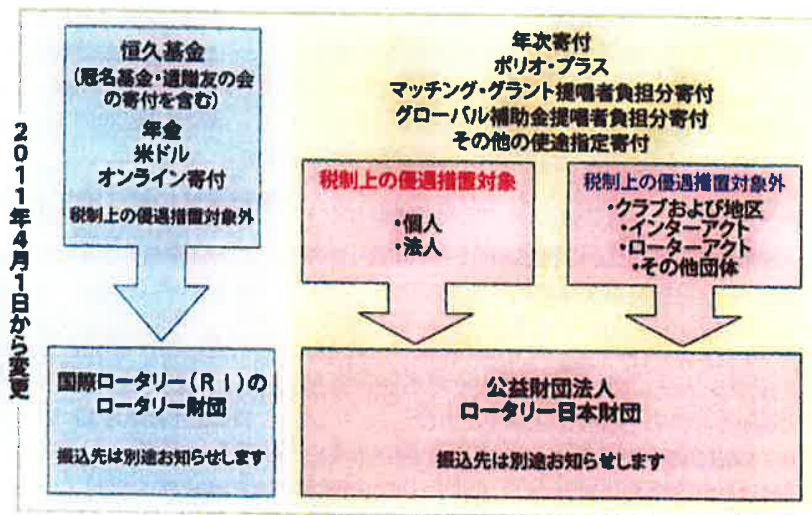 2011年4月1日から変更
恒久基金
(冠名基金・遺贈友の会
の寄付を含む)
年金
米ドル
オンライン寄付
税制上の優遇措置対象外
国際ロータリー(RI)の
ロータリー財団
振込先は別途お知らせします
年次寄付
ポリオ・プラス
マッチング・グラント提唱者負担分寄付
グローバル補助金提唱者負担分寄付
その他の使途指定寄付
税制上の優遇措置対象
・個人
・法人
税制上の優遇措置対象外
・クラブおよび地区
・インターアクト
・ローターアクト
・その他団体
公益財団法人
ロータリー日本財団
振込先は別途お知らせします